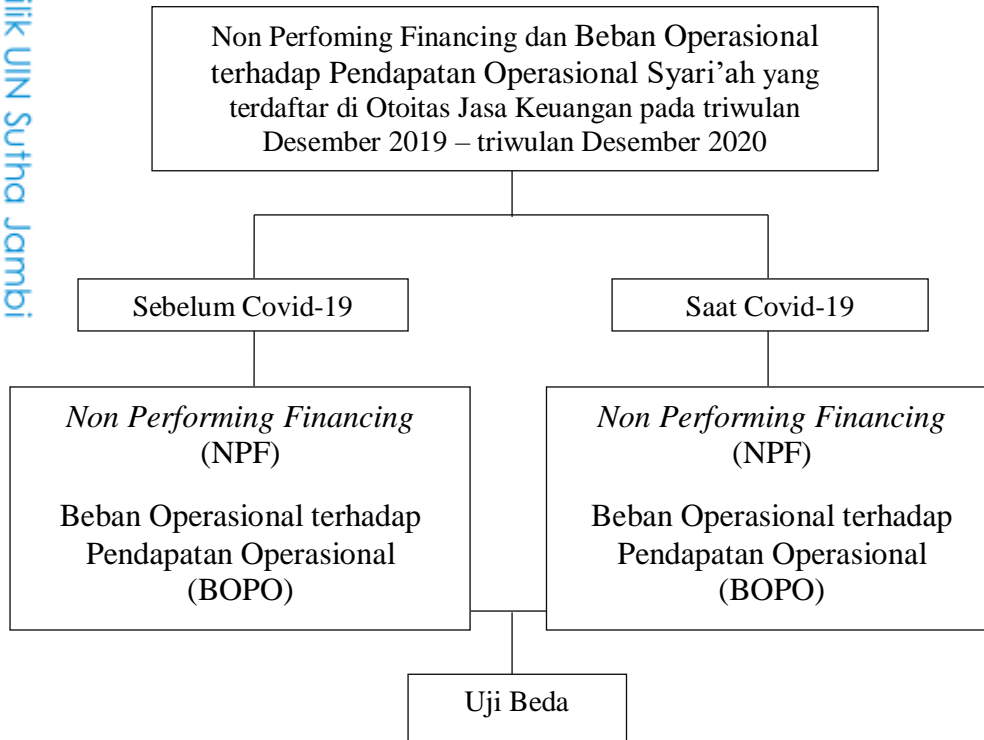 Non Perfoming Financing dan Beban Operasional
terhadap Pendapatan Operasional Syari’ah yang
terdaftar di Otoitas Jasa Keuangan pada triwulan
Desember 2019 – triwulan Desember 2020
Sebelum Covid-19
Saat Covid-19
Non Performing Financing
(NPF)
Beban Operasional terhadap
Pendapatan Operasional
(BOPO)
Non Performing Financing
(NPF)
Beban Operasional terhadap
Pendapatan Operasional
(BOPO)
Uji Beda
UIN Sutha Jambi